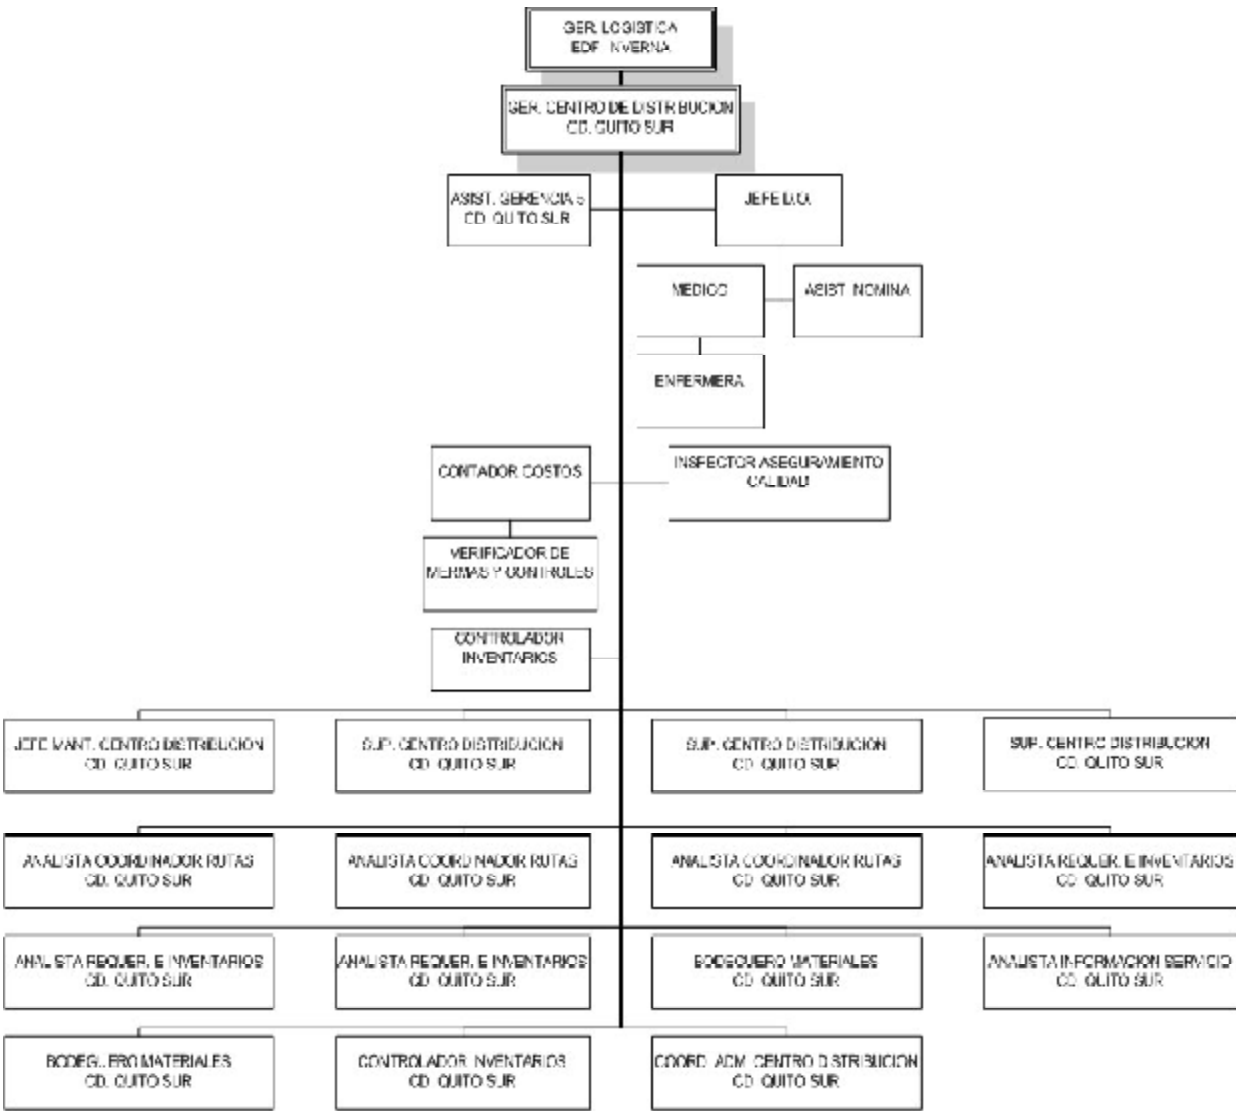 GER. LOGISTICA
EDF. INVERNA
GER. CENTRO DE DISTRIBUCION
CD. QUITO SUR
ASIST. GERENCIA 5
CD. QUITO SUR
JEFE D.O.
MEDICO
ASIST. NOMINA
ENFERMERA
CONTADOR COSTOS
INSPECTOR ASEGURAMIENTO
CALIDAD
VERIFICADOR DE
MERMAS Y CONTROLES
CONTROLADOR
INVENTARIOS
JEFE MANT. CENTRO DISTRIBUCION
CD. QUITO SUR
SUP. CENTRO DISTRIBUCION
CD. QUITO SUR
SUP. CENTRO DISTRIBUCION
CD. QUITO SUR
SUP. CENTRO DISTRIBUCION
CD. QUITO SUR
ANALISTA COORDINADOR RUTAS
CD. QUITO SUR
ANALISTA COORDINADOR RUTAS
CD. QUITO SUR
ANALISTA COORDINADOR RUTAS
CD. QUITO SUR
ANALISTA REQUER. E INVENTARIOS
CD. QUITO SUR
ANALISTA REQUER. E INVENTARIOS
CD. QUITO SUR
ANALISTA REQUER. E INVENTARIOS
CD. QUITO SUR
BODEGUERO MATERIALES
CD. QUITO SUR
ANALISTA INFORMACION SERVICIO
CD. QUITO SUR
BODEGUERO MATERIALES
CD. QUITO SUR
CONTROLADOR INVENTARIOS
CD. QUITO SUR
COORD. ADM. CENTRO DISTRIBUCION
CD. QUITO SUR